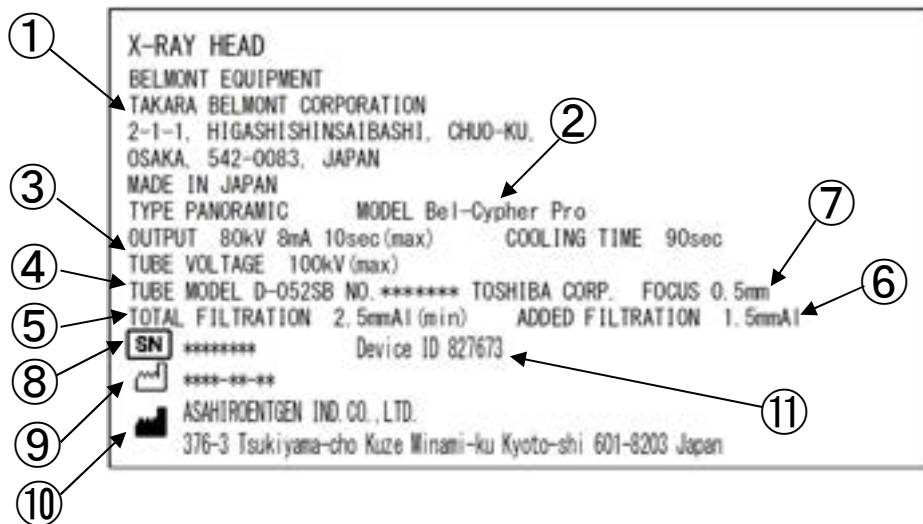 ① X-RAY HEAD
BELMONT EQUIPMENT
TAKARA BELMONT CORPORATION
2-1-1, HIGASHISHINSAIBASHI, CHUO-KU, ②
OSAKA, 542-0083, JAPAN
MADE IN JAPAN
③ TYPE PANORAMIC MODEL Bel-Cypher Pro ⑦
OUTPUT 80kV 8mA 10sec(max) COOLING TIME 90sec
TUBE VOLTAGE 100kV(max)
④ TUBE MODEL D-052SB NO.******* TOSHIBA CORP. FOCUS 0.5mm ⑥
⑤ TOTAL FILTRATION 2.5mmAl(min) ADDED FILTRATION 1.5mmAl
⑧ SN ******** Device ID 827673
⑨ ****-**-** ⑪
⑩ ASAHIROENTGEN IND.CO.,LTD.
376-3 Tsukiyama-cho Kuze Minami-ku Kyoto-shi 601-8203 Japan